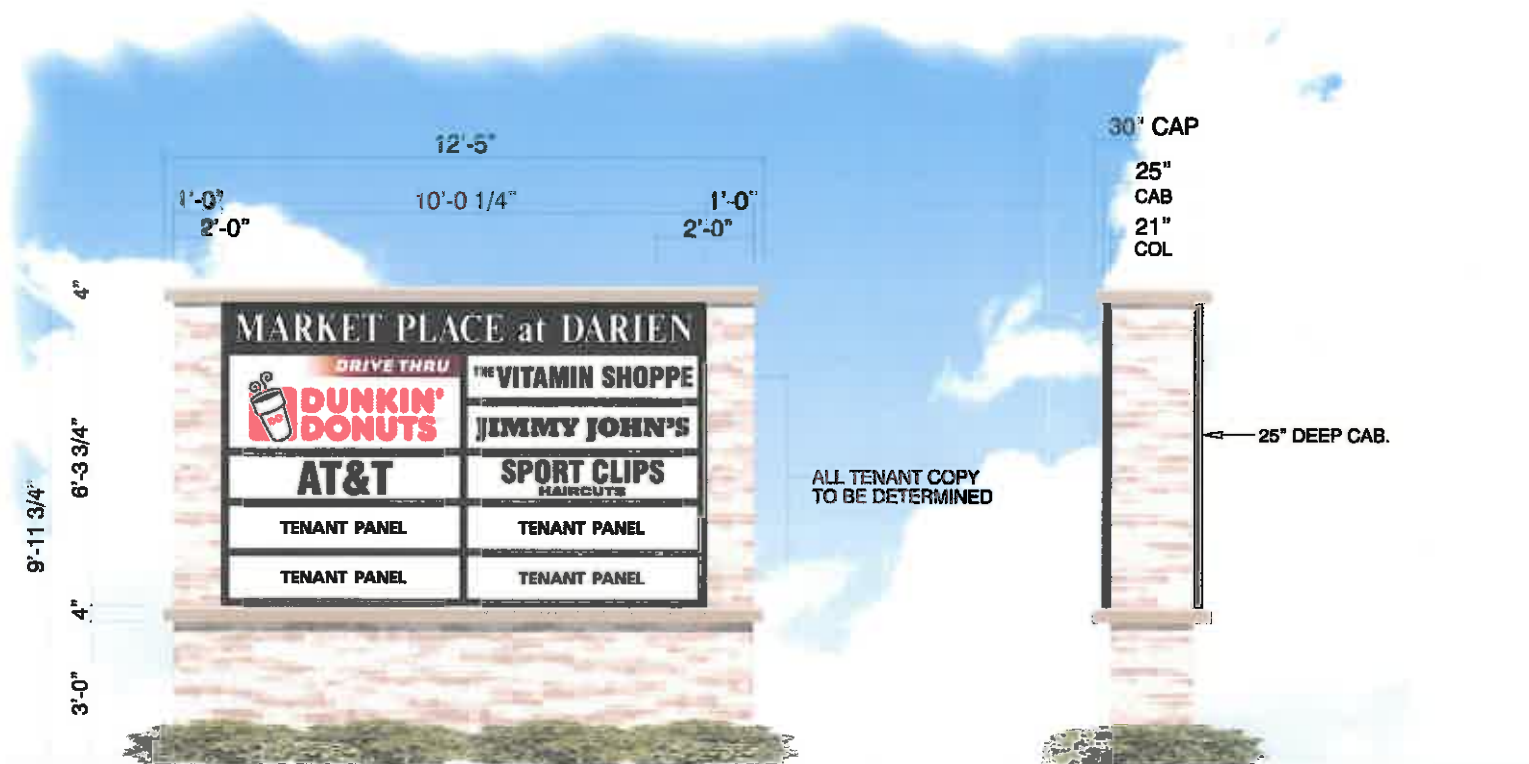 12'-5"
1'-0"
10'-0 1/4"
1'-0"
2'-0"
2'-0"
30" CAP
25"
CAB
21"
COL
4"
6'-3 3/4"
9'-11 3/4"
4"
3'-0"
MARKET PLACE at DARIEN
DRIVE THRU
DUNKIN'
DONUTS
DD
THE VITAMIN SHOPPE
JIMMY JOHN'S
AT&T
SPORT CLIPS
HAIRCUTS
TENANT PANEL
TENANT PANEL
TENANT PANEL
TENANT PANEL
ALL TENANT COPY
TO BE DETERMINED
25" DEEP CAB.